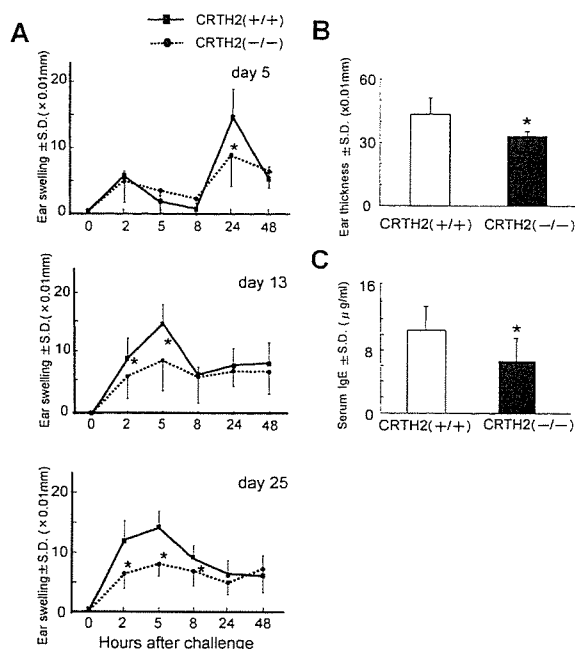 A
CRTH2(+/+)
CRTH2(−/−)
day 5
Ear swelling ±S.D.(×0.01mm)
20
10
0
*
0 2 5 8 24 48
day 13
Ear swelling ±S.D.(×0.01mm)
20
10
0
* *
0 2 5 8 24 48
day 25
Ear swelling ±S.D.(×0.01mm)
20
10
0
* * *
0 2 5 8 24 48
Hours after challenge
B
Ear thickness ±S.D. (x0.01mm)
60
30
0
*
CRTH2(+/+) CRTH2(−/−)
C
Serum IgE ±S.D. (μg/ml)
16
8
0
*
CRTH2(+/+) CRTH2(−/−)